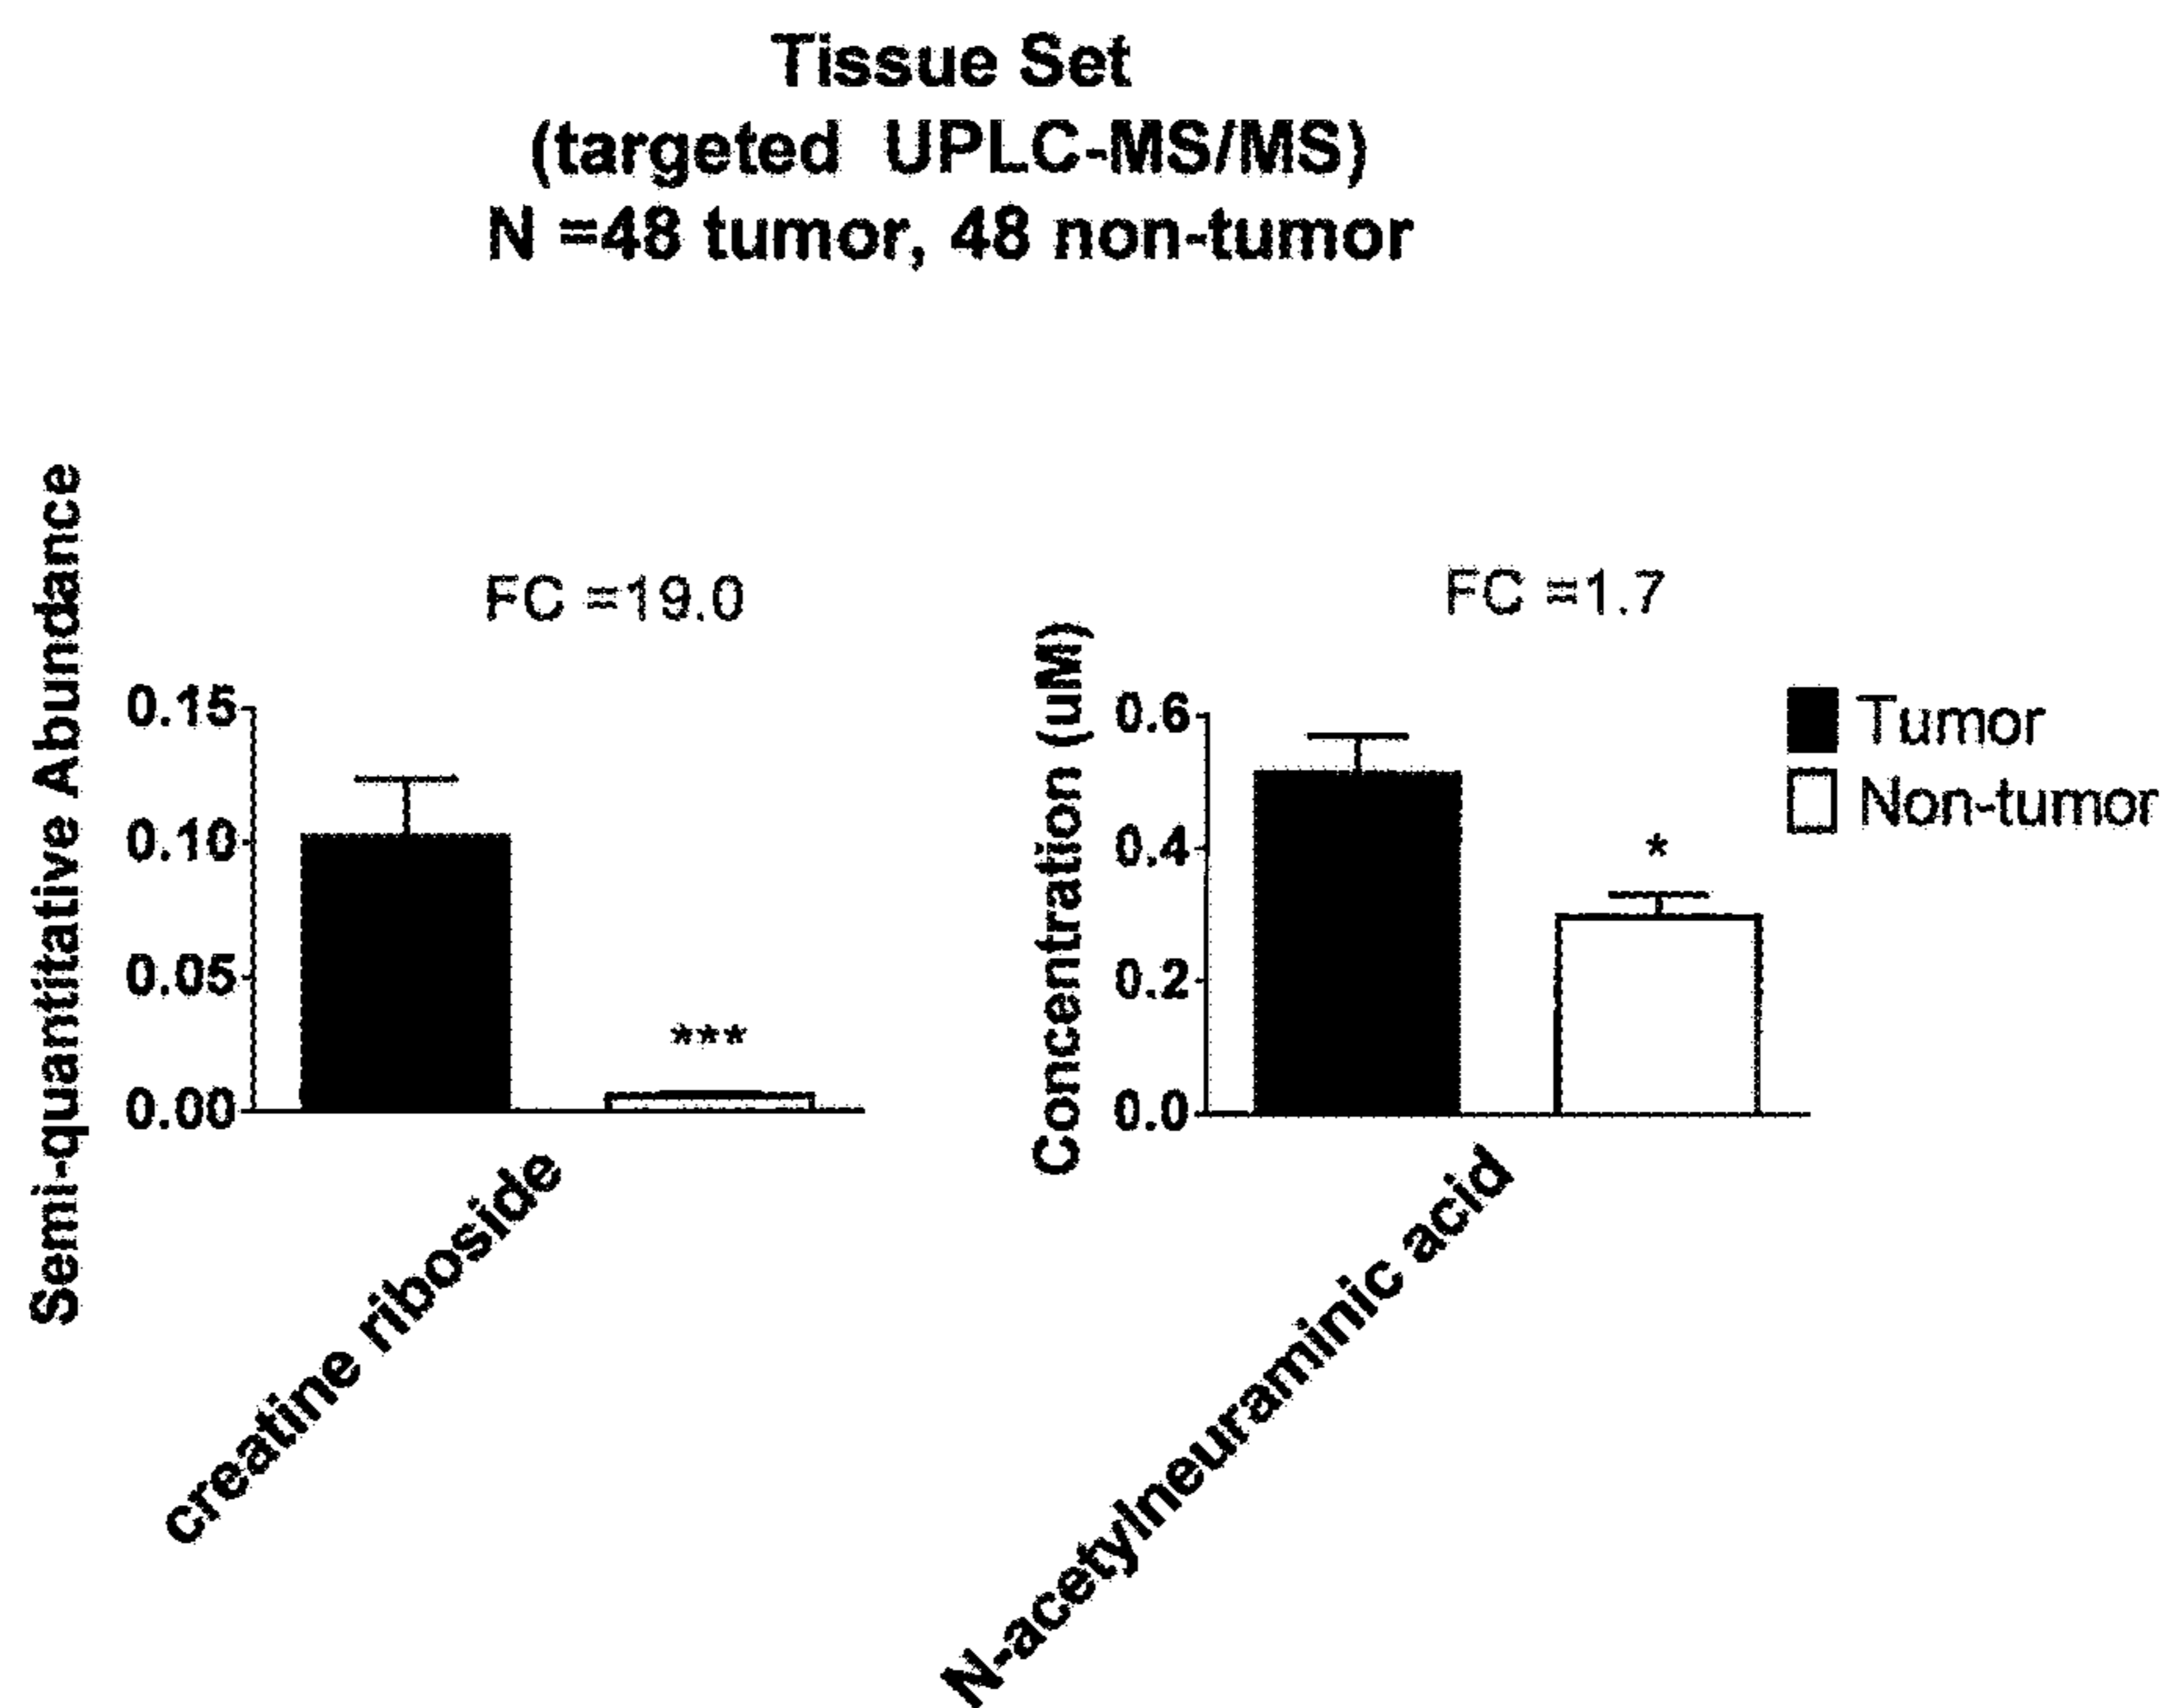 Tissue Set
(targeted UPLC-MS/MS)
N =48 tumor, 48 non-tumor
FC =19.0
Semi-quantitative Abundance
0.15
0.10
0.05
0.00
***
creatine riboside
FC =1.7
Concentration (uM)
0.6
0.4
0.2
0.0
*
N-acetylneuraminic acid
Tumor
Non-tumor